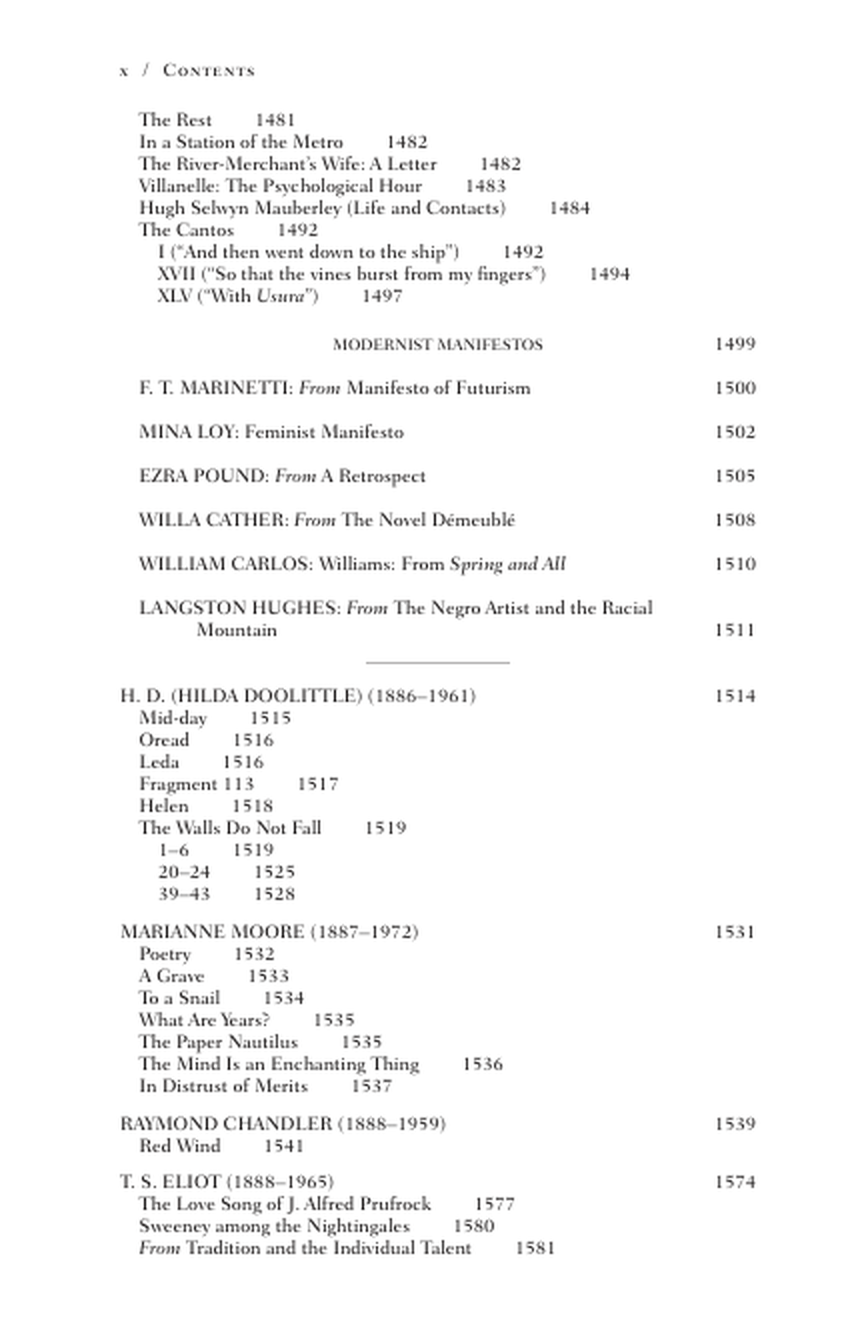 x / Contents
The Rest 1481
In a Station of the Metro 1482
The River-Merchant's Wife: A Letter 1482
Villanelle: The Psychological Hour 1483
Hugh Selwyn Mauberley (Life and Contacts) 1484
The Cantos 1492
I (“And then went down to the ship”) 1492
XVII (“So that the vines burst from my fingers”) 1494
XLV (“With Usura”) 1497
MODERNIST MANIFESTOS 1499
F. T. MARINETTI: From Manifesto of Futurism 1500
MINA LOY: Feminist Manifesto 1502
EZRA POUND: From A Retrospect 1505
WILLA CATHER: From The Novel Démeublé 1508
WILLIAM CARLOS: Williams: From Spring and All 1510
LANGSTON HUGHES: From The Negro Artist and the Racial
Mountain 1511
H. D. (HILDA DOOLITTLE) (1886–1961) 1514
Mid-day 1515
Oread 1516
Leda 1516
Fragment 113 1517
Helen 1518
The Walls Do Not Fall 1519
1–6 1519
20–24 1525
39–43 1528
MARIANNE MOORE (1887–1972) 1531
Poetry 1532
A Grave 1533
To a Snail 1534
What Are Years? 1535
The Paper Nautilus 1535
The Mind Is an Enchanting Thing 1536
In Distrust of Merits 1537
RAYMOND CHANDLER (1888–1959) 1539
Red Wind 1541
T. S. ELIOT (1888–1965) 1574
The Love Song of J. Alfred Prufrock 1577
Sweeney among the Nightingales 1580
From Tradition and the Individual Talent 1581